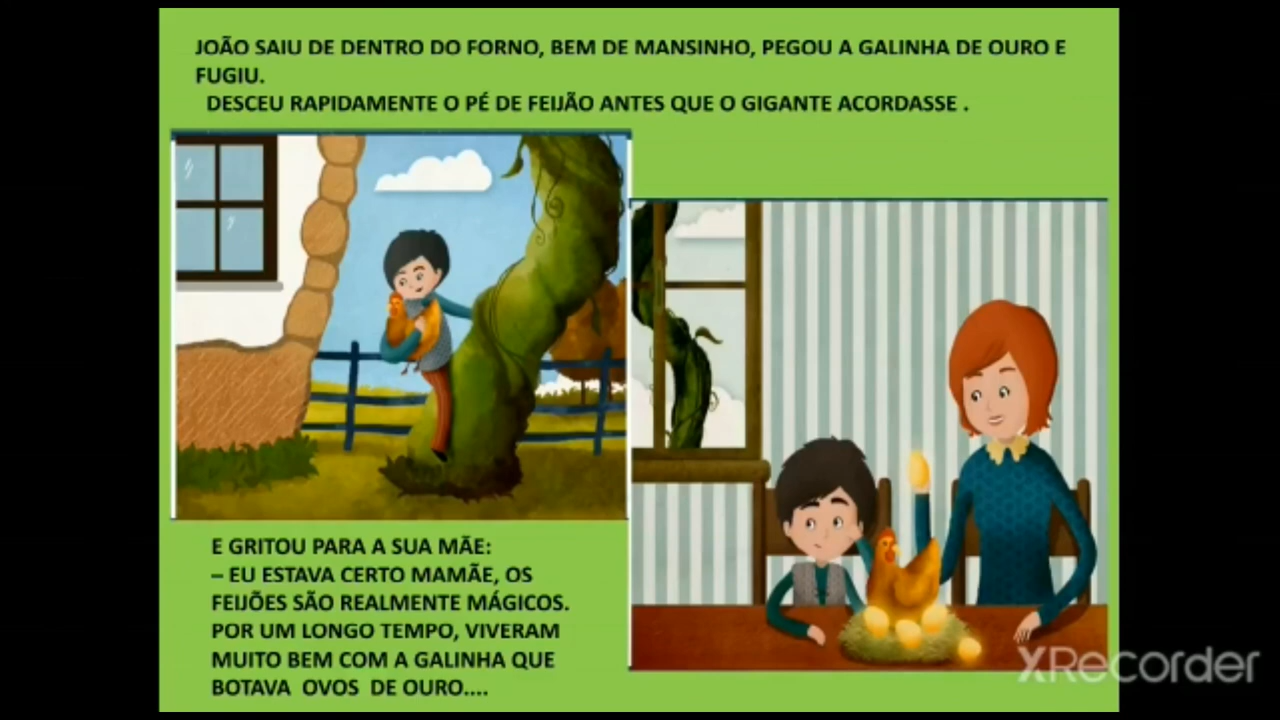 JOÃO SAIU DE DENTRO DO FORNO, BEM DE MANSINHO, PEGOU A GALINHA DE OURO E
FUGIU.
DESCEU RAPIDAMENTE O PÉ DE FEIJÃO ANTES QUE O GIGANTE ACORDASSE .
E GRITOU PARA A SUA MÃE:
– EU ESTAVA CERTO MAMÃE, OS
FEIJÕES SÃO REALMENTE MÁGICOS.
POR UM LONGO TEMPO, VIVERAM
MUITO BEM COM A GALINHA QUE
BOTAVA OVOS DE OURO....
XRecorder